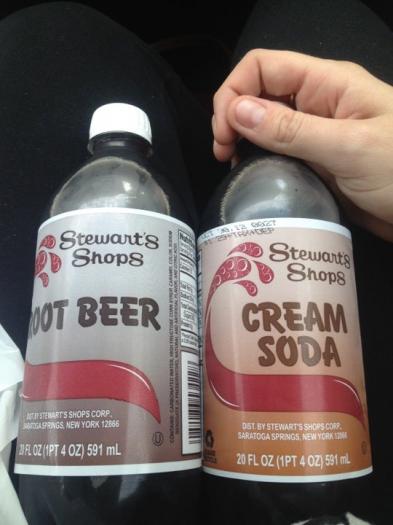 Stewart's
Shops
ROOT BEER
DIST. BY STEWART'S SHOPS CORP.
SARATOGA SPRINGS, NEW YORK 12866
20 FL OZ (1PT 4 OZ) 591 mL
Stewart's
Shops
CREAM
SODA
DIST. BY STEWART'S SHOPS CORP.
SARATOGA SPRINGS, NEW YORK 12866
20 FL OZ (1PT 4 OZ) 591 mL